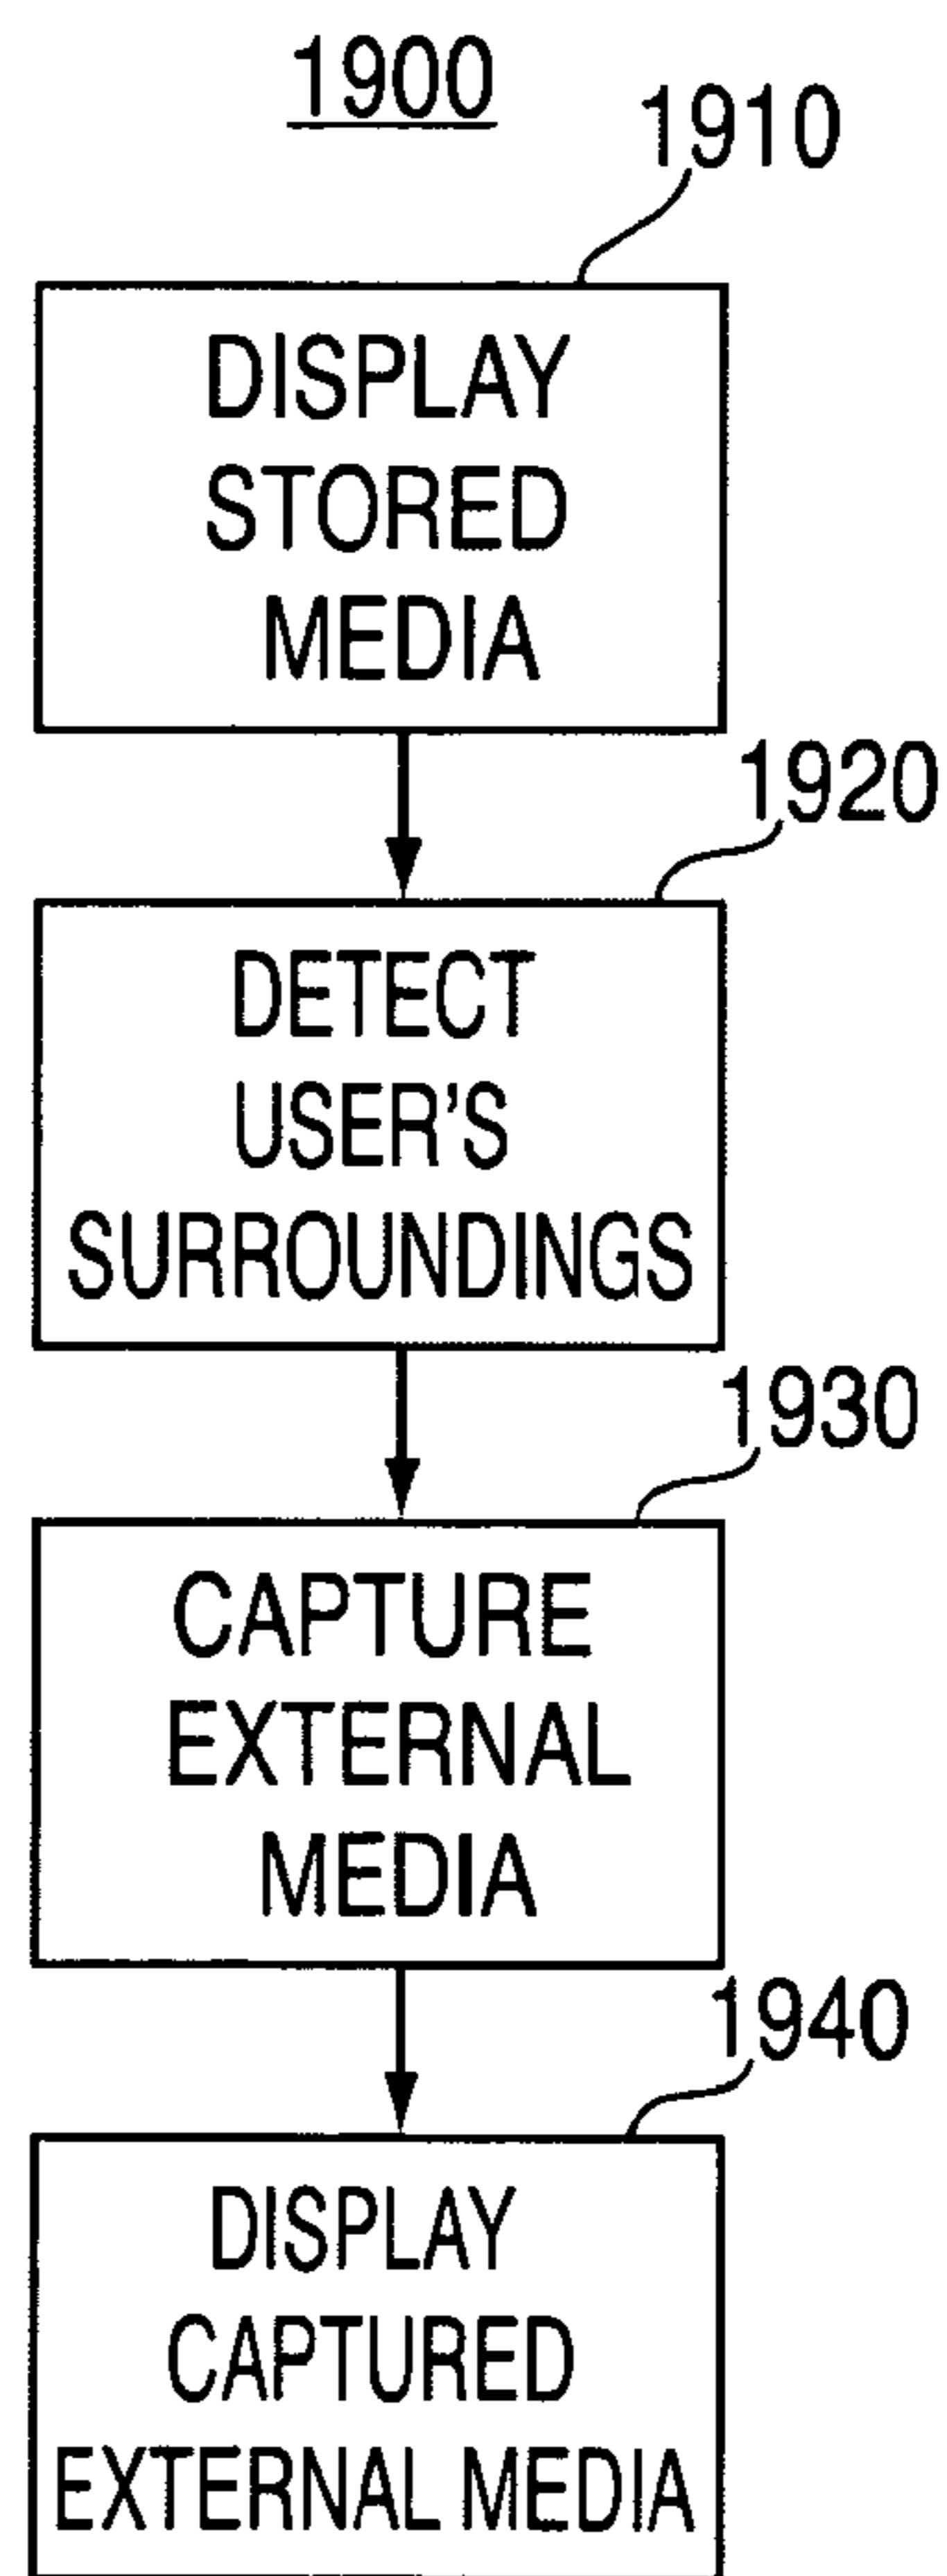 1900
1910
DISPLAY
STORED
MEDIA
1920
DETECT
USER'S
SURROUNDINGS
1930
CAPTURE
EXTERNAL
MEDIA
1940
DISPLAY
CAPTURED
EXTERNAL MEDIA